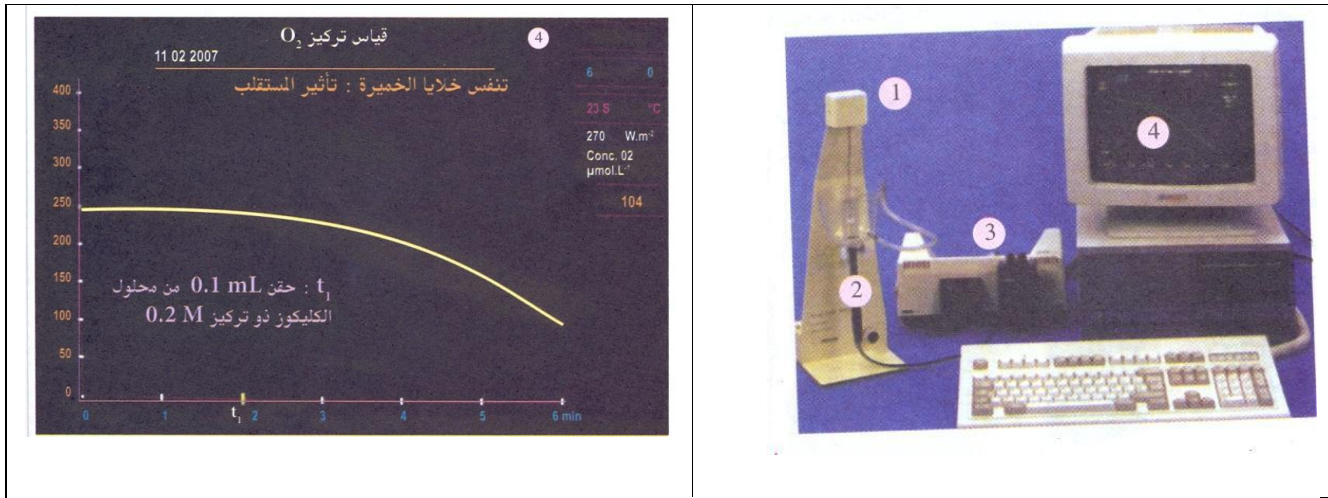 قياس تركيز O₂
4
11 02 2007
تنفس خلايا الخميرة : تأثير المستقلب
6 0
23 S °C
270 W.m-²
Conc. 02
µmol.L-¹
104
400
350
300
250
200
150
100
50
0
t₁ : حقن 0.1 mL من محلول
الكليكوز ذو تركيز 0.2 M
0 1 t₁ 2 3 4 5 6 min
1
2
3
4